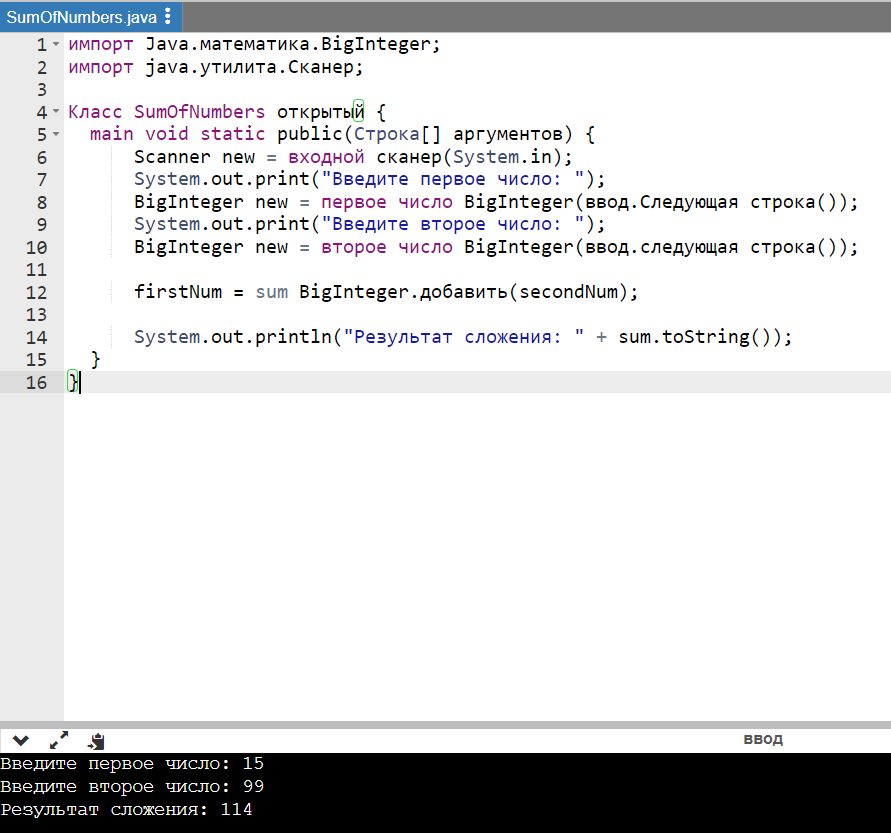 SumOfNumbers.java
1 импорт Java.математика.BigInteger;
2 импорт java.утилита.Сканер;
3
4 Класс SumOfNumbers открытый {
5 main void static public(Строка[] аргументов) {
6 Scanner new = входной сканер(System.in);
7 System.out.print("Введите первое число: ");
8 BigInteger new = первое число BigInteger(ввод.Следующая строка());
9 System.out.print("Введите второе число: ");
10 BigInteger new = второе число BigInteger(ввод.следующая строка());
11
12 firstNum = sum BigInteger.добавить(secondNum);
13
14 System.out.println("Результат сложения: " + sum.toString());
15 }
16 }
ввод
Введите первое число: 15
Введите второе число: 99
Результат сложения: 114